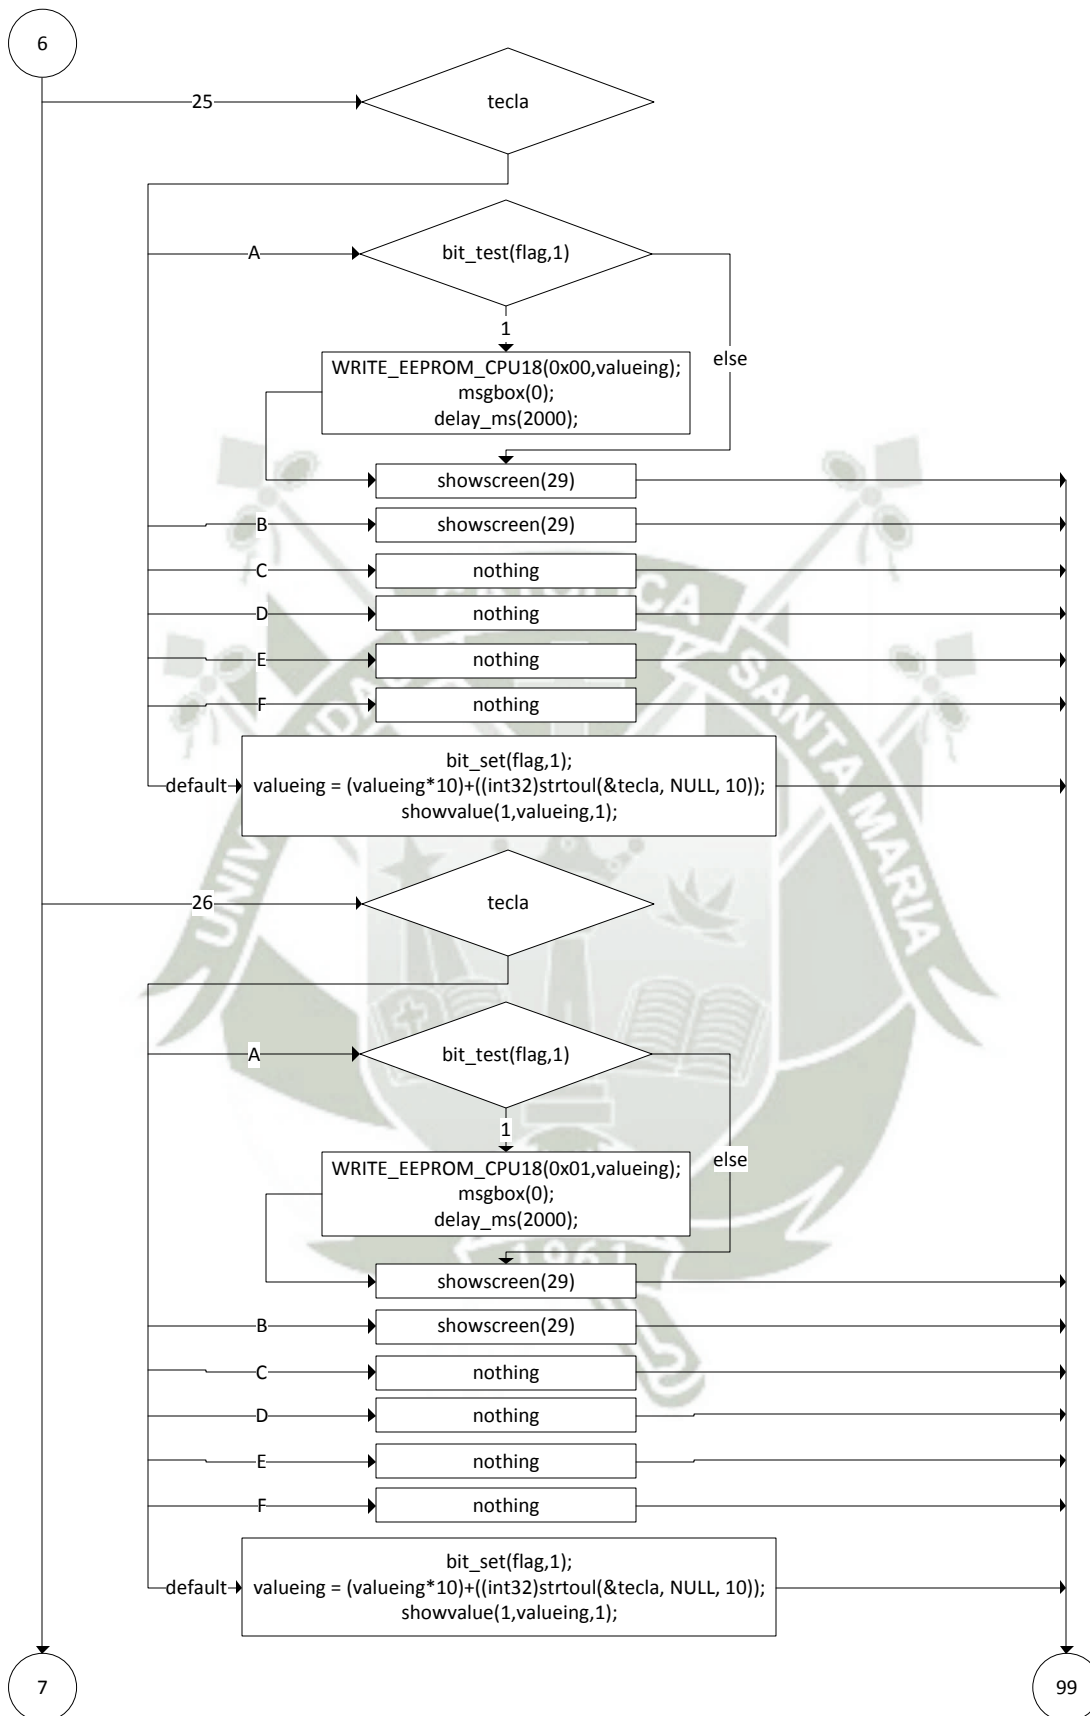 6
25
tecla
A
bit_test(flag,1)
1
else
WRITE_EEPROM_CPU18(0x00,valueing);
msgbox(0);
delay_ms(2000);
showscreen(29)
B
showscreen(29)
C
nothing
D
nothing
E
nothing
F
nothing
default
bit_set(flag,1);
valueing = (valueing*10)+((int32)strtoul(&tecla, NULL, 10));
showvalue(1,valueing,1);
26
tecla
A
bit_test(flag,1)
1
else
WRITE_EEPROM_CPU18(0x01,valueing);
msgbox(0);
delay_ms(2000);
showscreen(29)
B
showscreen(29)
C
nothing
D
nothing
E
nothing
F
nothing
default
bit_set(flag,1);
valueing = (valueing*10)+((int32)strtoul(&tecla, NULL, 10));
showvalue(1,valueing,1);
7
99
SANTA MARIA
1961